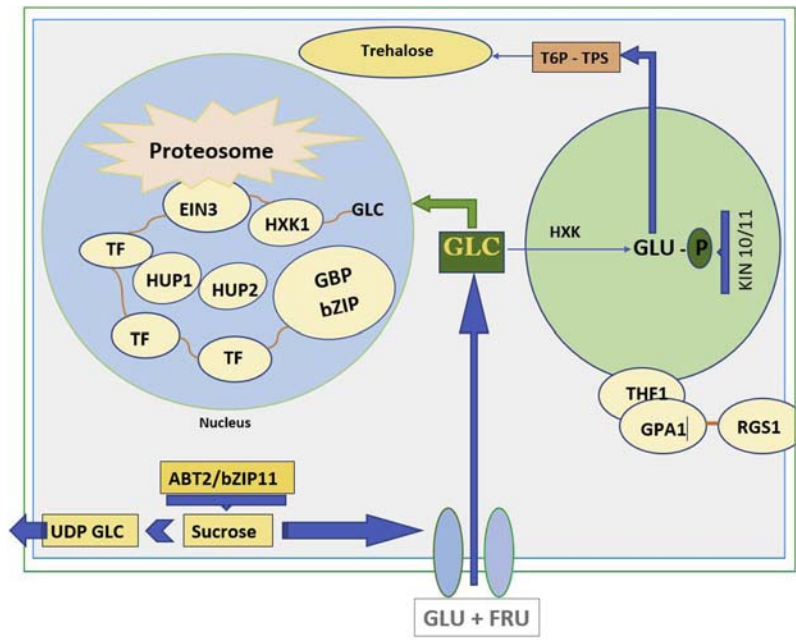 Trehalose
T6P - TPS
Proteosome
EIN3
HXK1
GLC
TF
HUP1
HUP2
GBP
bZIP
TF
TF
Nucleus
GLC
HXK
GLU - P
KIN 10/11
THF1
GPA1
RGS1
ABT2/bZIP11
UDP GLC
Sucrose
GLU + FRU